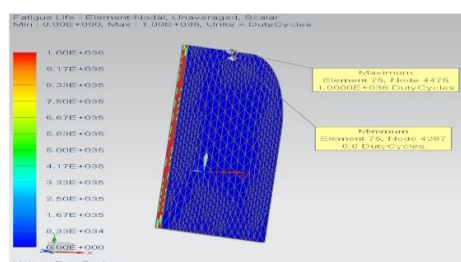 Fatigue Life - Element-Nodal, Unaveraged, Scalar
Min : 0.00E+000, Max : 1.00E+036, Units = DutyCycles
1.00E+036
9.17E+035
8.33E+035
7.50E+035
6.67E+035
5.83E+035
5.00E+035
4.17E+035
3.33E+035
2.50E+035
1.67E+035
8.33E+034
0.00E+000
X
Maximum
Element 75, Node 4475
1.0000E+036 DutyCycles
Minimum
Element 75, Node 4287
0.0 DutyCycles